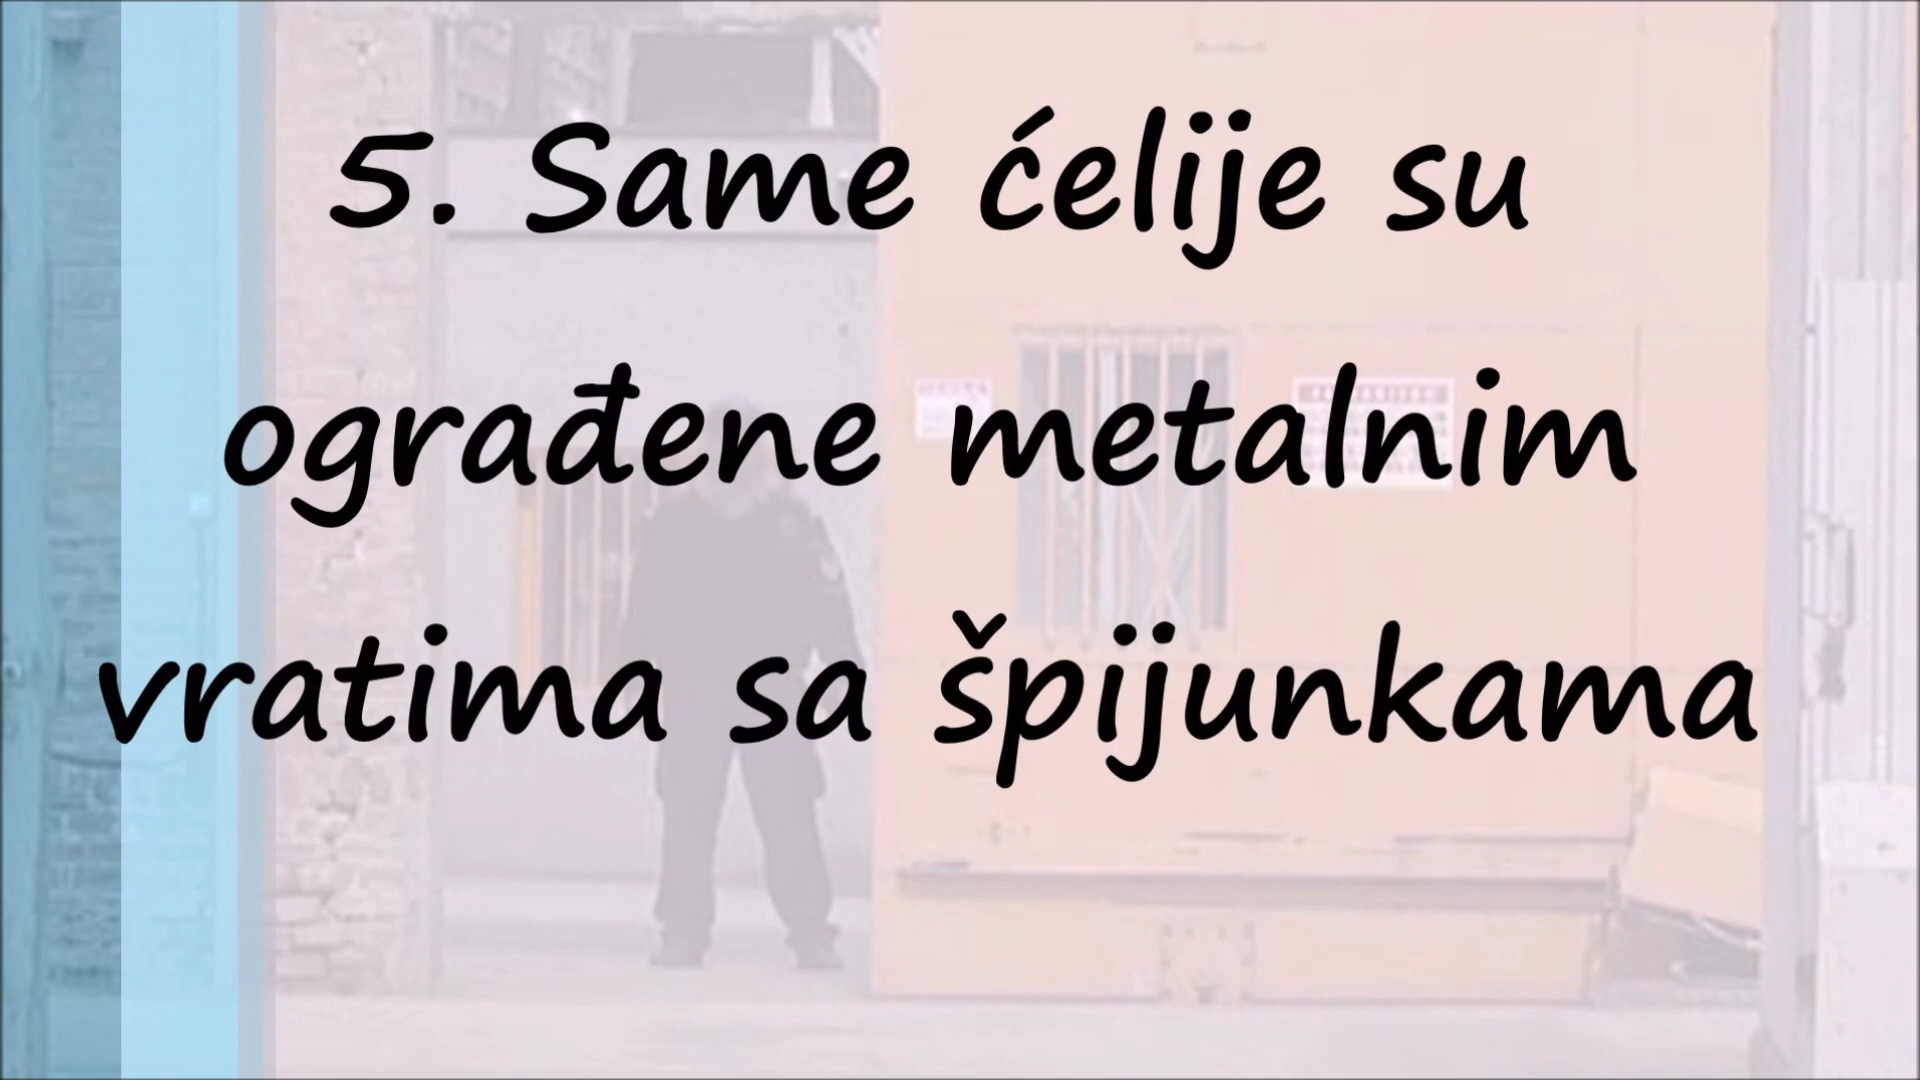 5. Same ćelije su
ograđene metalnim
vratima sa špijunkama